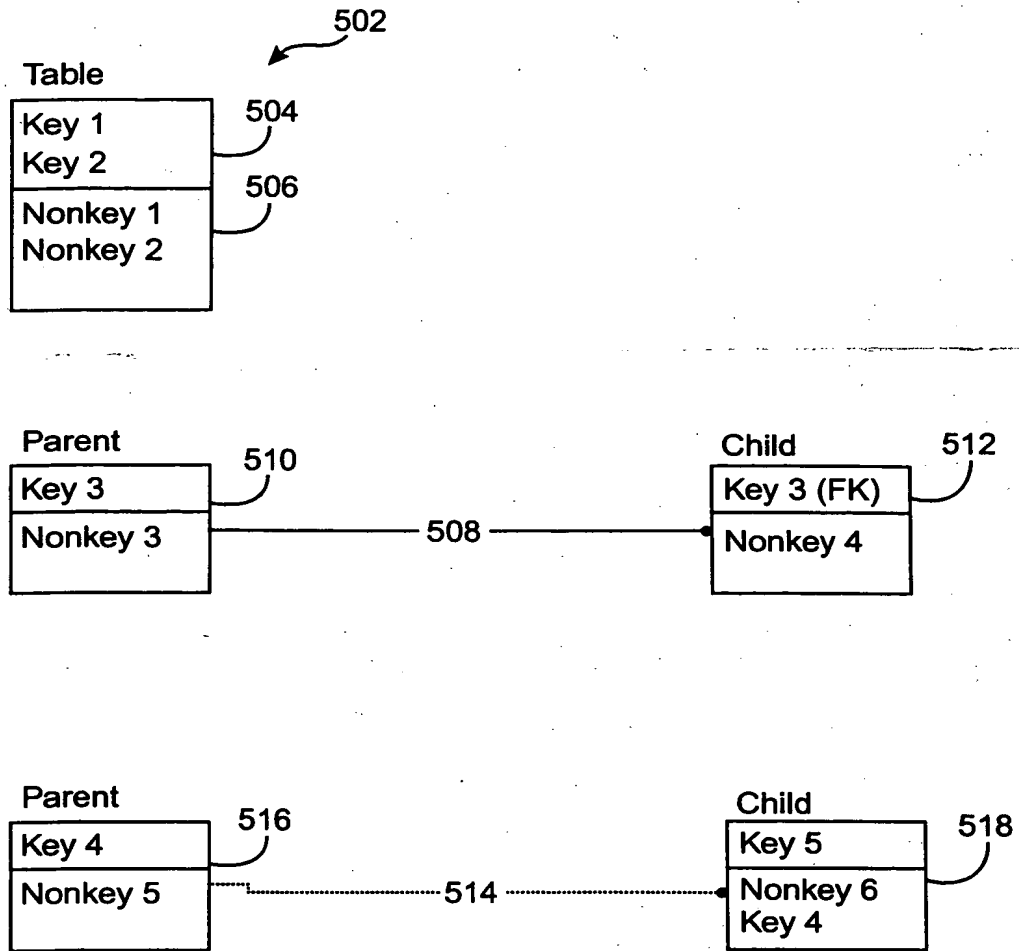 502
Table
Key 1
504
Key 2
506
Nonkey 1
Nonkey 2
Parent
Child
512
510
Key 3
Key 3 (FK)
Nonkey 3
508
Nonkey 4
Parent
Child
516
518
Key 4
Key 5
Nonkey 5
514
Nonkey 6
Key 4